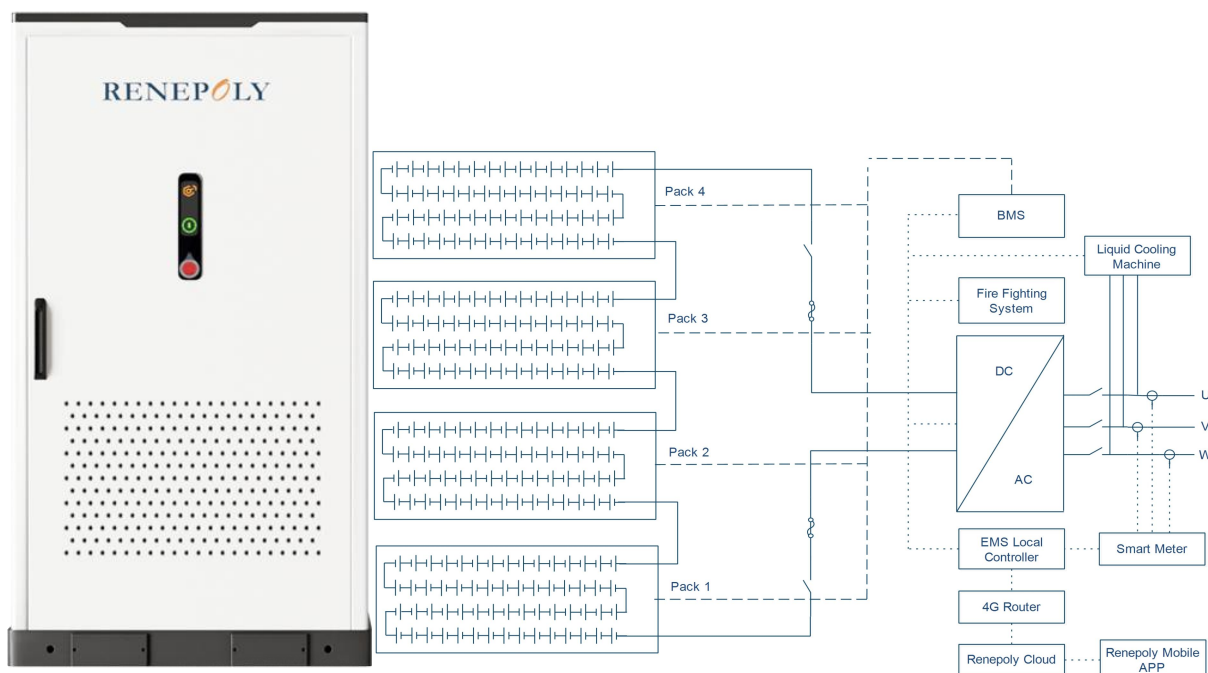 RENEPOLY
Pack 4
Pack 3
Pack 2
Pack 1
BMS
Liquid Cooling
Machine
Fire Fighting
System
DC
AC
U
V
W
EMS Local
Controller
Smart Meter
4G Router
Renepoly Cloud
Renepoly Mobile
APP